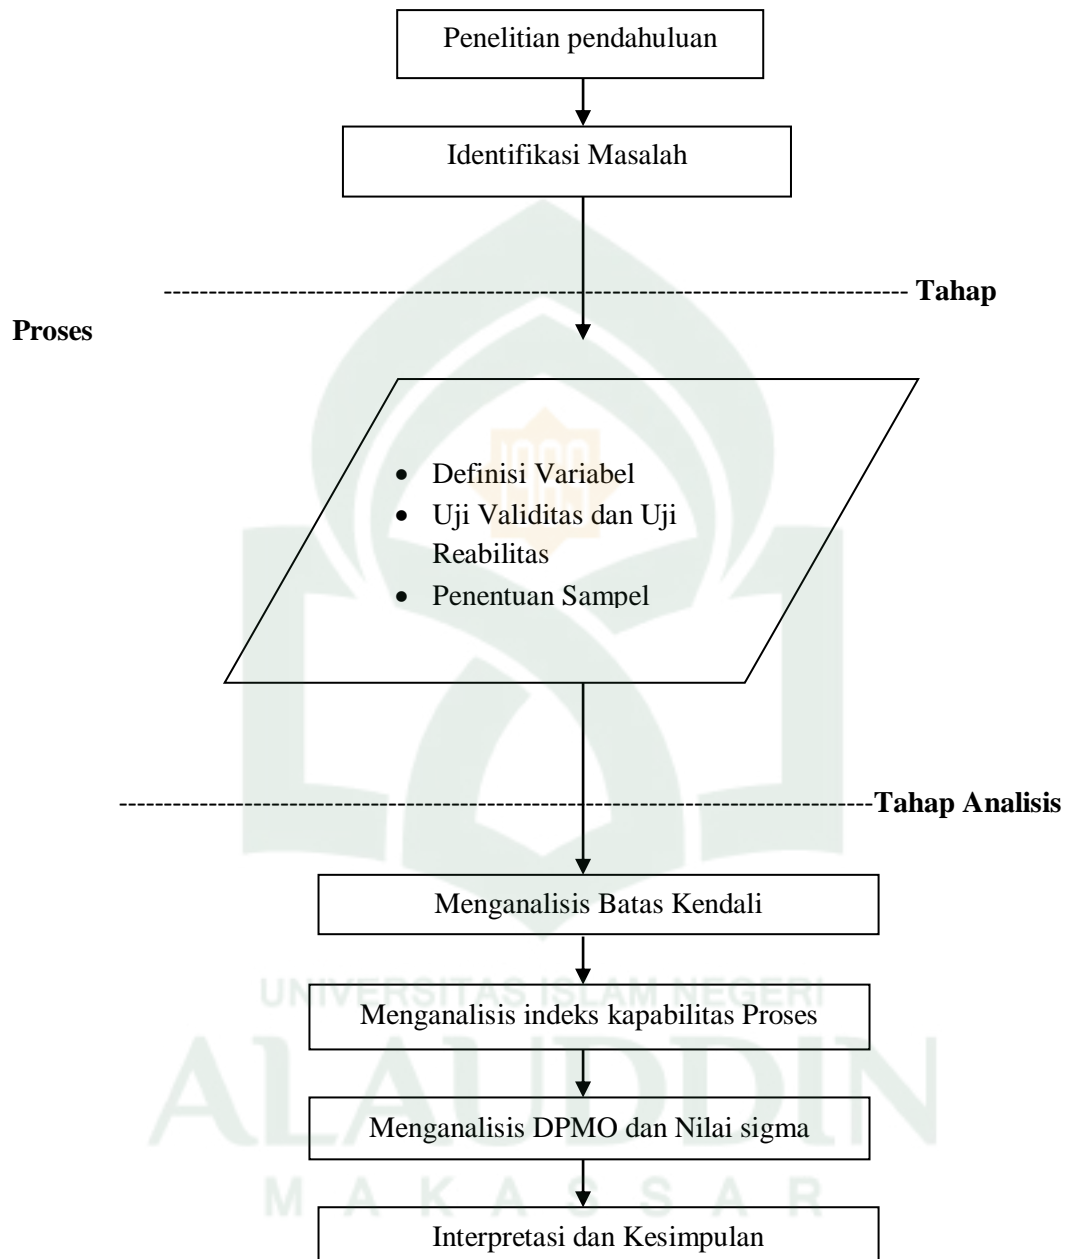 Penelitian pendahuluan
Identifikasi Masalah
Tahap
Proses
• Definisi Variabel
• Uji Validitas dan Uji
Reabilitas
• Penentuan Sampel
Tahap Analisis
Menganalisis Batas Kendali
UNIVERSITAS ISLAM NEGERI
Menganalisis indeks kapabilitas Proses
ALAUDDIN
Menganalisis DPMO dan Nilai sigma
MAKASSAR
Interpretasi dan Kesimpulan